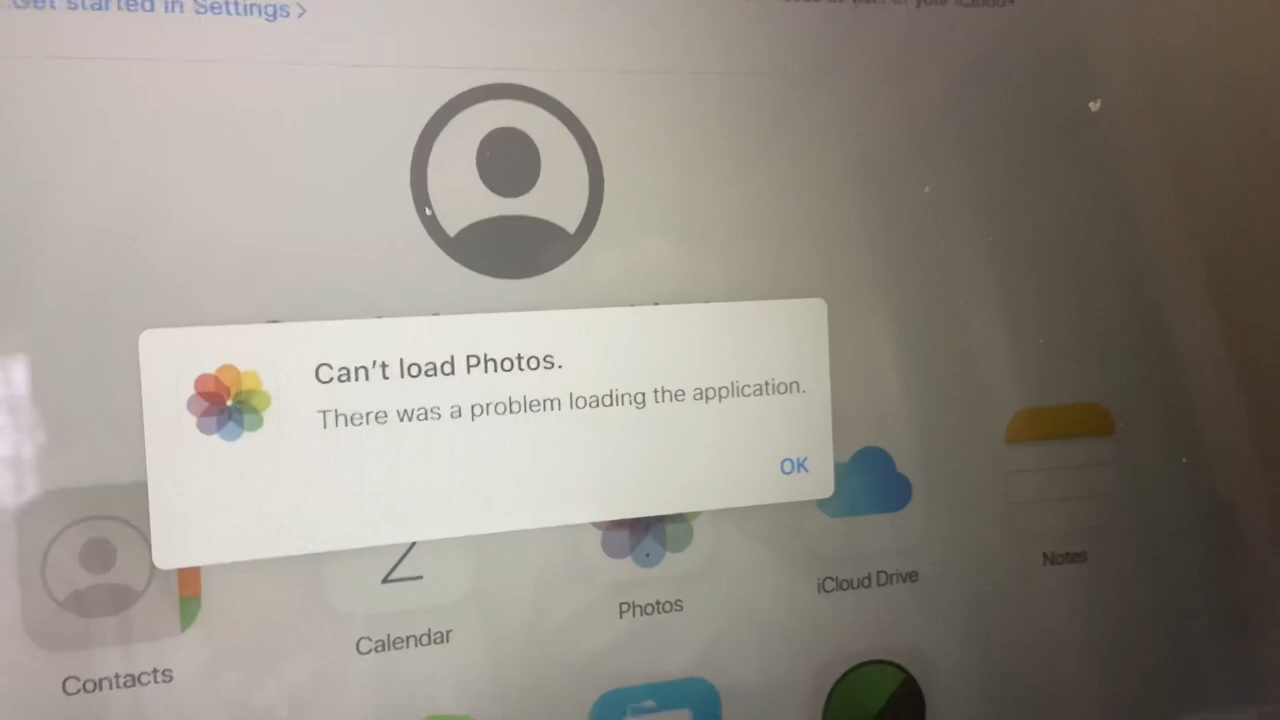 Get started in Settings >
Can't load Photos.
There was a problem loading the application.
OK
Contacts
Calendar
2
Photos
iCloud Drive
Notes